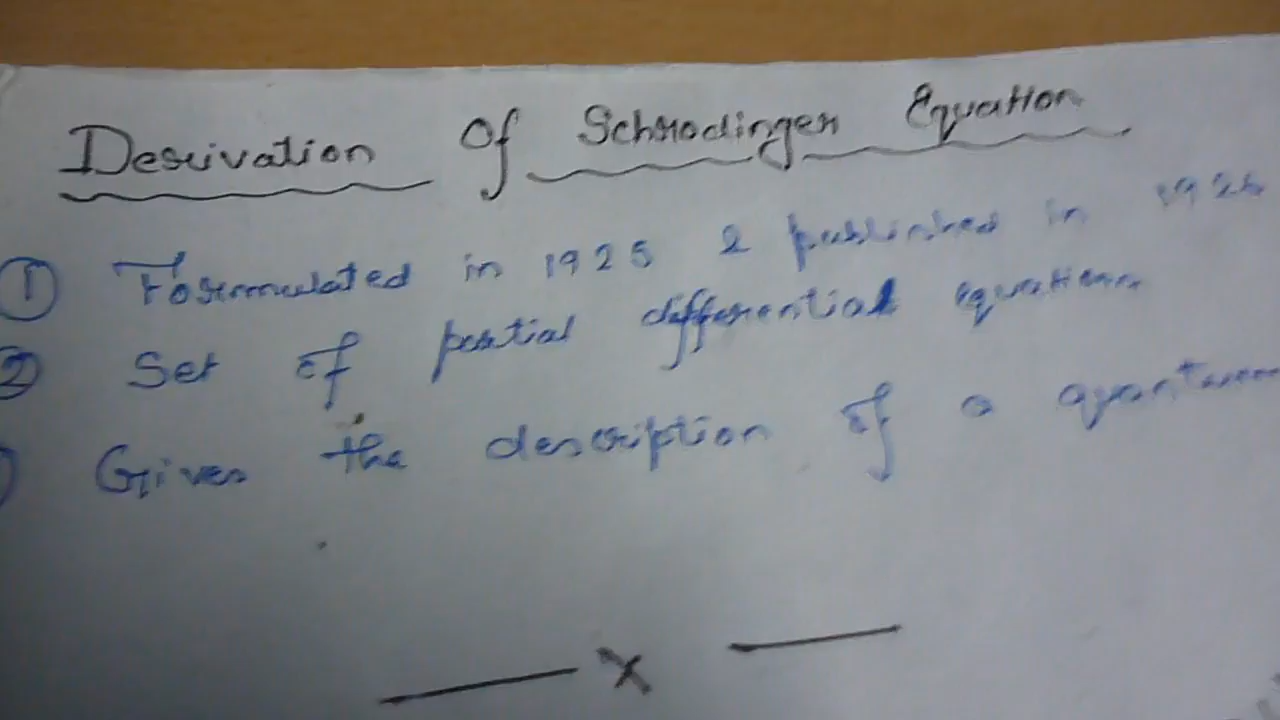 Derivation Of Schrodinger Equation
① Formulated in 1925 & published in 1926
② Set of partial differential equation
Gives the description of a quantum
x